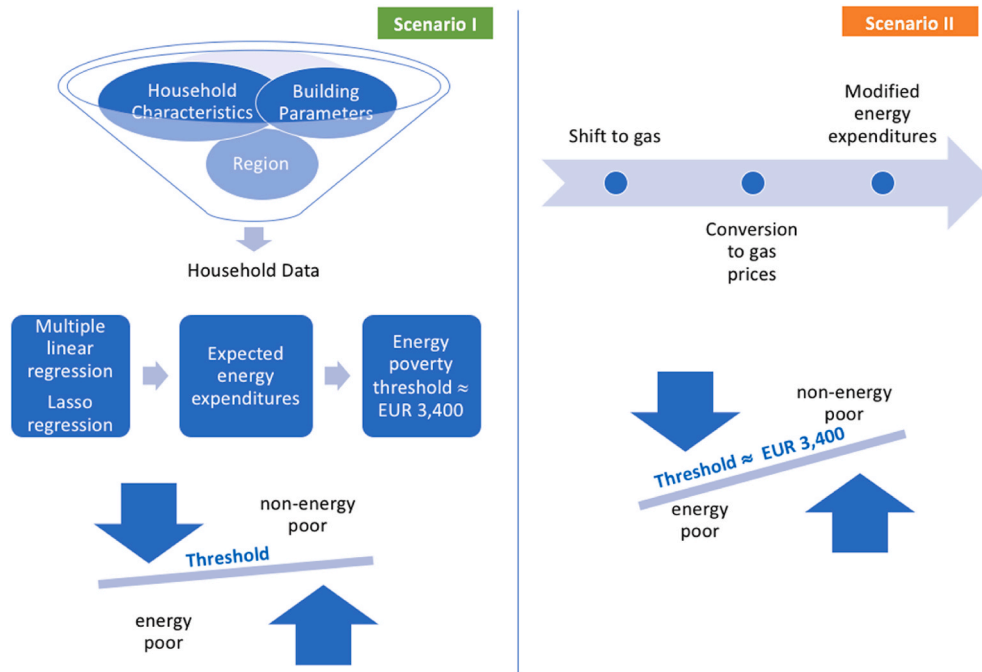 Scenario I
Household
Characteristics
Building
Parameters
Region
Household Data
Multiple
linear
regression
Lasso
regression
Expected
energy
expenditures
Energy
poverty
threshold ≈
EUR 3,400
non-energy
poor
Threshold
energy
poor
Scenario II
Shift to gas
Modified
energy
expenditures
Conversion
to gas
prices
non-energy
poor
Threshold ≈ EUR 3,400
energy
poor